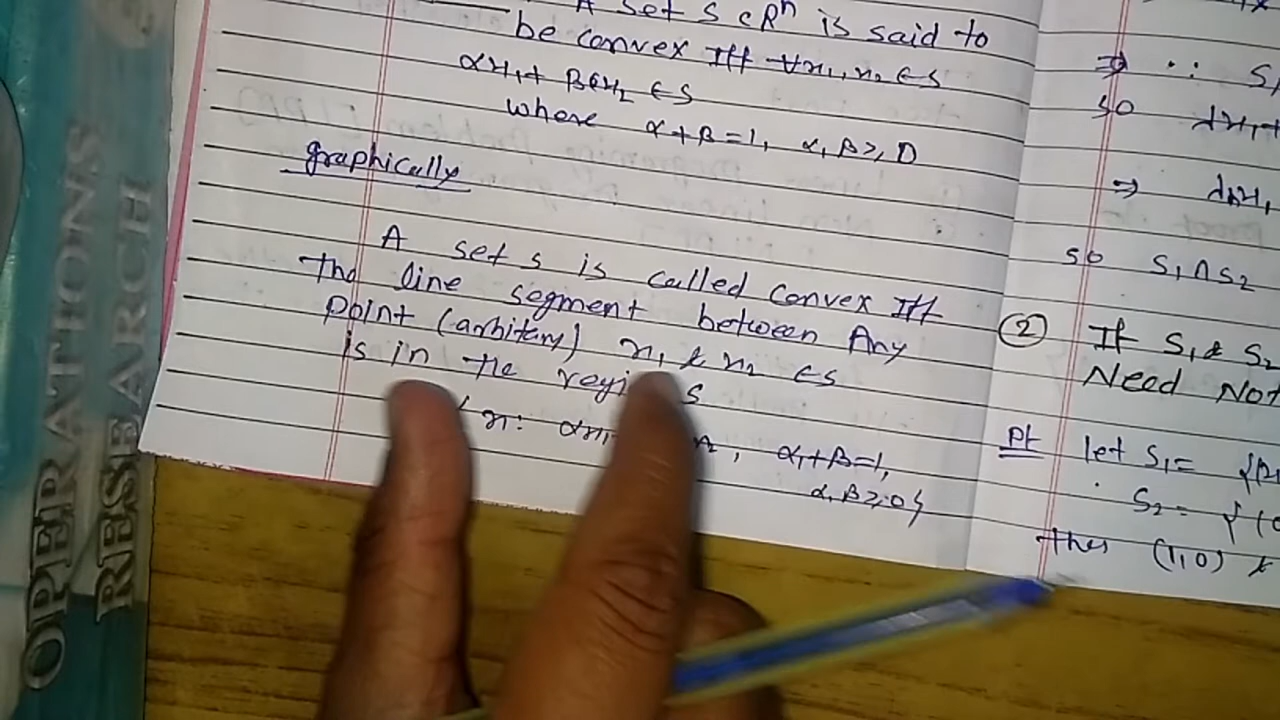 A set S ⊂ Rⁿ is said to
be convex Iff ∀x₁, x₂ ∈ S
αx₁ + βx₂ ∈ S
where α + β = 1, α, β ≥ 0
graphically
A set s is called convex Iff
the line segment between Any
point (arbitary) x₁ & x₂ ∈ S
is in the S
x: αx₁ , α, + β = 1,
α, β ≥ 0}
⇒ ∵ S,
so
⇒
so S₁ ∩ S₂
② If S₁ & S₂
Need Not
Pf let S₁ = {
S₂ = {(
then (1,0) &
OPERATIONS
RESEARCH